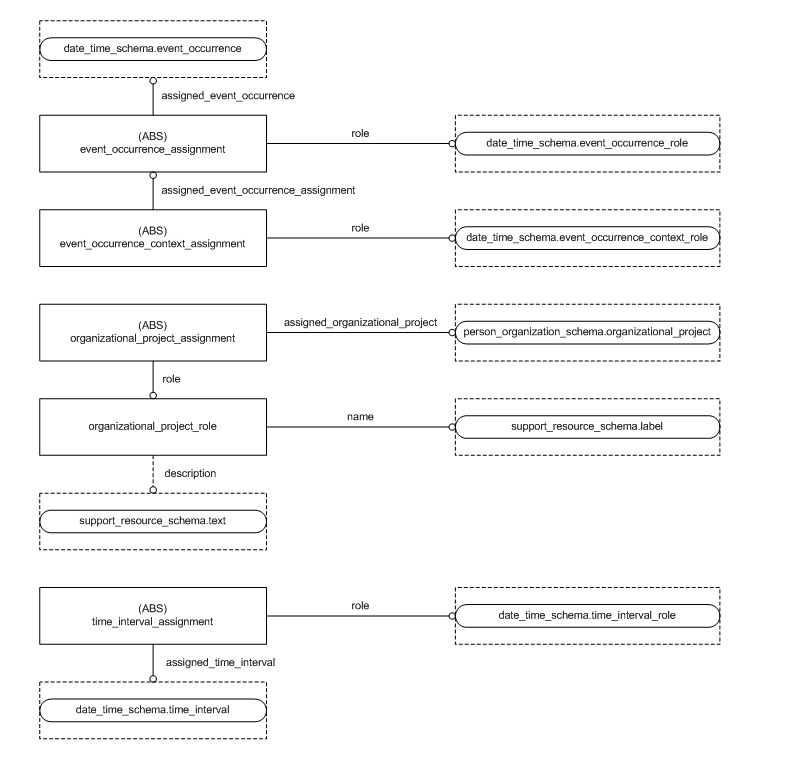 date_time_schema.event_occurrence
assigned_event_occurrence
(ABS)
event_occurrence_assignment
role
date_time_schema.event_occurrence_role
assigned_event_occurrence_assignment
(ABS)
event_occurrence_context_assignment
role
date_time_schema.event_occurrence_context_role
(ABS)
organizational_project_assignment
assigned_organizational_project
person_organization_schema.organizational_project
role
organizational_project_role
name
support_resource_schema.label
description
support_resource_schema.text
(ABS)
time_interval_assignment
role
date_time_schema.time_interval_role
assigned_time_interval
date_time_schema.time_interval